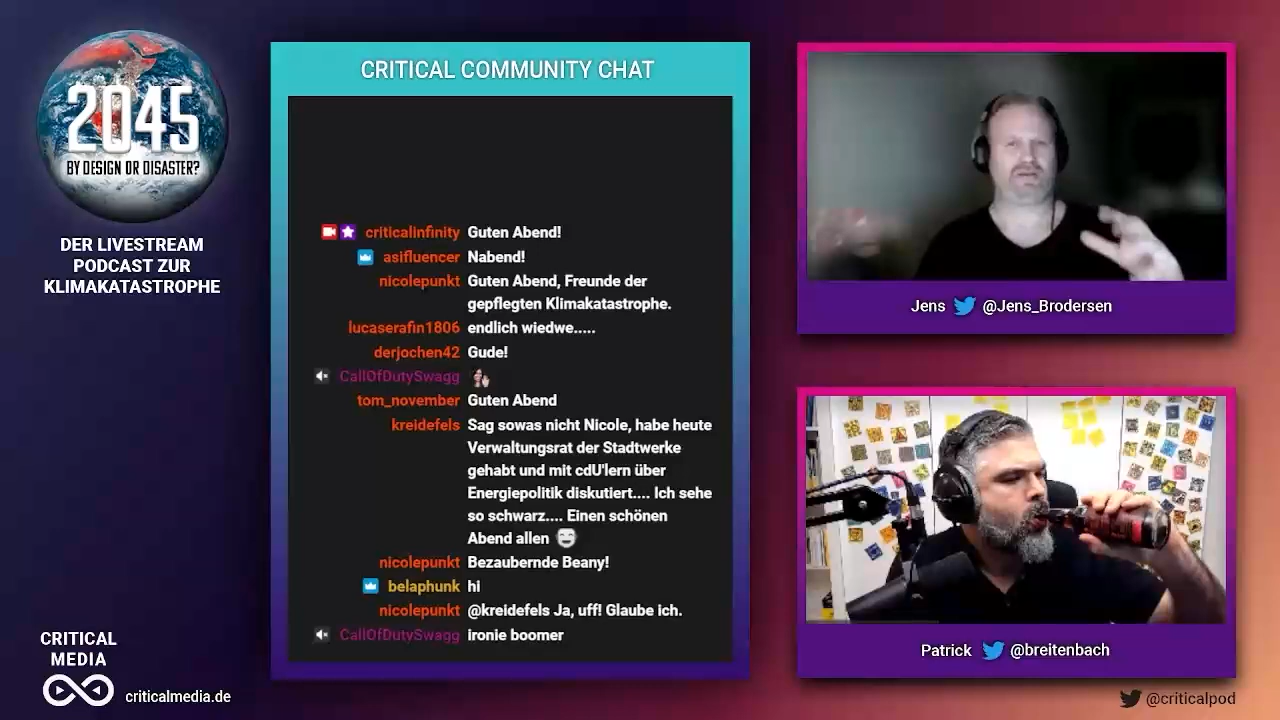 2045
BY DESIGN OR DISASTER?
DER LIVESTREAM
PODCAST ZUR
KLIMAKATASTROPHE
CRITICAL
MEDIA
criticalmedia.de
CRITICAL COMMUNITY CHAT
criticalinfinity Guten Abend!
asifluencer Nabend!
nicolepunkt Guten Abend, Freunde der
gepflegten Klimakatastrophe.
lucaserafin1806 endlich wiedwe.....
derjochen42 Gude!
CallOfDutySwagg
tom_november Guten Abend
kreidefels Sag sowas nicht Nicole, habe heute
Verwaltungsrat der Stadtwerke
gehabt und mit cdU'lern über
Energiepolitik diskutiert.... Ich sehe
so schwarz.... Einen schönen
Abend allen
nicolepunkt Bezaubernde Beany!
belaphunk hi
nicolepunkt @kreidefels Ja, uff! Glaube ich.
CallOfDutySwagg ironie boomer
Jens @Jens_Brodersen
Patrick @breitenbach
@criticalpod